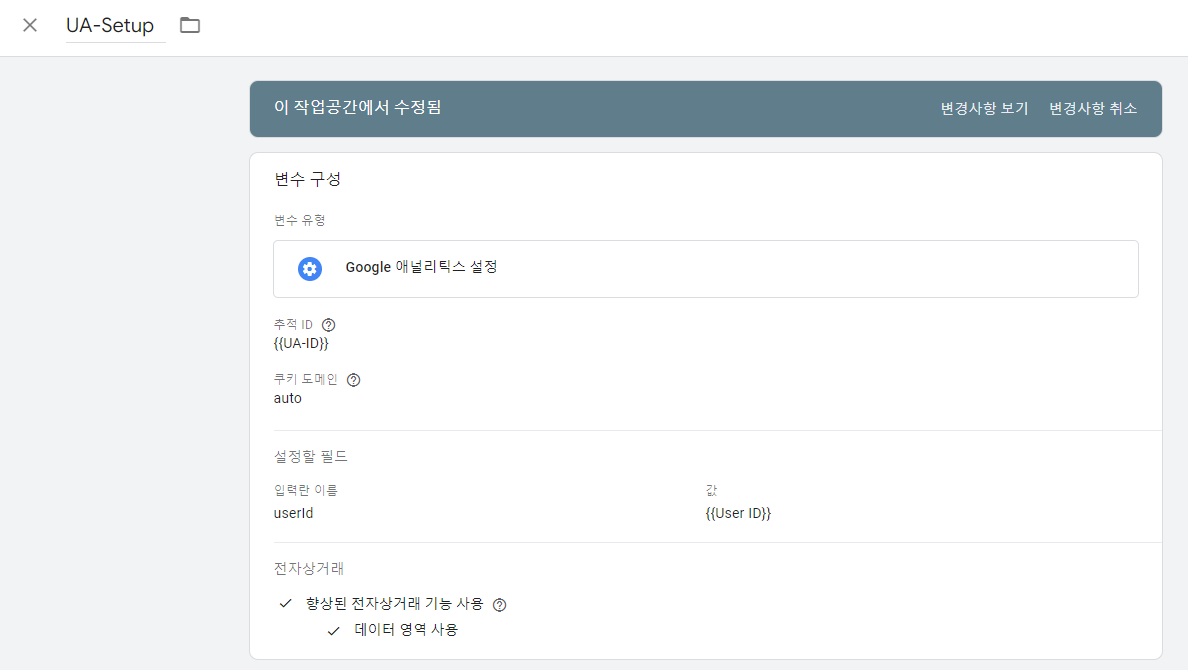 UA-Setup
이 작업공간에서 수정됨
변경사항 보기
변경사항 취소
변수 구성
변수 유형
Google 애널리틱스 설정
추적 ID
{{UA-ID}}
쿠키 도메인
auto
설정할 필드
입력란 이름
값
userId
{{User ID}}
전자상거래
향상된 전자상거래 기능 사용
데이터 영역 사용